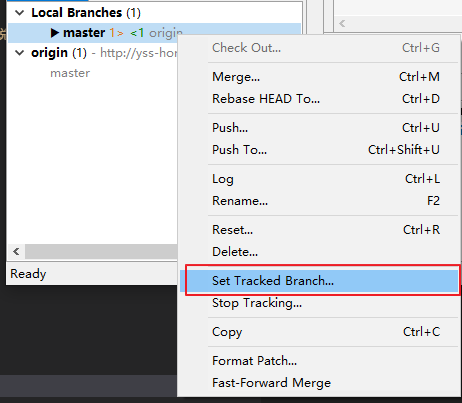 Local Branches (1)
master 1> <1 origin
origin (1) - http://yss-hor
master
Ready
Check Out... Ctrl+G
Merge... Ctrl+M
Rebase HEAD To... Ctrl+D
Push... Ctrl+U
Push To... Ctrl+Shift+U
Log Ctrl+L
Rename... F2
Reset... Ctrl+R
Delete...
Set Tracked Branch...
Stop Tracking...
Copy Ctrl+C
Format Patch...
Fast-Forward Merge